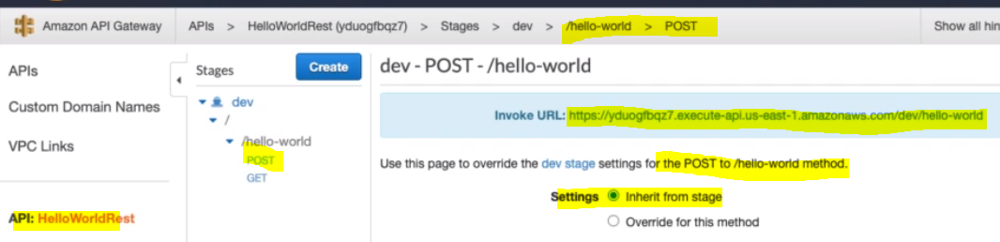 Amazon API Gateway APIs > HelloWorldRest (yduogfbqz7) > Stages > dev > /hello-world > POST Show all hin
APIs
Custom Domain Names
VPC Links
API: HelloWorldRest
Stages Create
dev
/
/hello-world
POST
GET
dev - POST - /hello-world
Invoke URL: https://yduogfbqz7.execute-api.us-east-1.amazonaws.com/dev/hello-world
Use this page to override the dev stage settings for the POST to /hello-world method.
Settings Inherit from stage
Override for this method